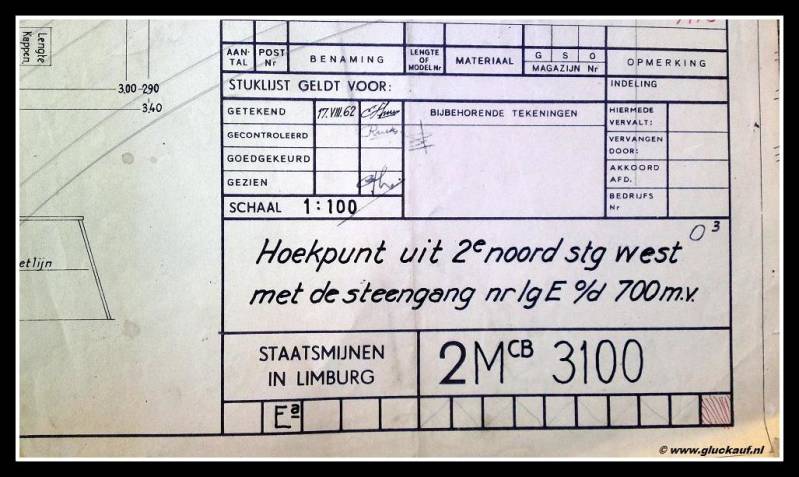 Lengte
Kappen.
3.00-2.90
3,40
etlijn
AAN-TAL POST Nr BENAMING LENGTE OF MODEL Nr MATERIAAL G S O MAGAZIJN Nr OPMERKING
STUKLIJST GELDT VOOR: INDELING
GETEKEND 17.VIII.62 BIJBEHORENDE TEKENINGEN HIERMEDE VERVALT:
GECONTROLEERD VERVANGEN DOOR:
GOEDGEKEURD AKKOORD AFD.
GEZIEN BEDRIJFS Nr
SCHAAL 1:100
O³
Hoekpunt uit 2e noord stg west
met de steengang nr 1g E o/d 700 m.v.
STAATSMIJNEN
IN LIMBURG
2MCB 3100
Ea
© www.gluckauf.nl